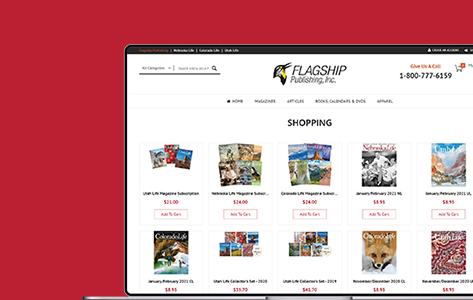 Flagship Publishing | Nebraska Life | Colorado Life | Utah Life
CREATE AN ACCOUNT
All Categories
FLAGSHIP
Publishing, Inc.
Give Us A Call
1-800-777-6159
HOME MAGAZINES ARTICLES BOOKS, CALENDARS & DVDS APPAREL
SHOPPING
Utah Life Magazine Subscription
$21.00
Add To Cart
Nebraska Life Magazine Subscr...
$24.00
Add To Cart
Colorado Life Magazine Subscr...
$24.00
Add To Cart
Nebraska Life
January/February 2021 NL
$8.95
Add To Cart
Utah Life
January/February 2021 UL
$8.95
Add To Cart
Colorado Life
January/February 2021 CL
$8.95
Utah Life Collector's Set - 2020
$35.70
Utah Life Collector's Set - 2019
$41.70
November/December 2020 CL
$8.95
November/December 2020 UL
$8.95